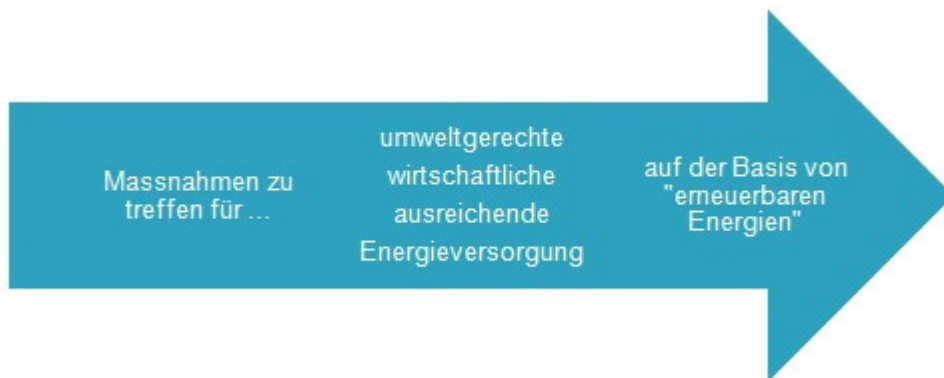 Massnahmen zu
treffen für ...
umweltgerechte
wirtschaftliche
ausreichende
Energieversorgung
auf der Basis von
"erneuerbaren
Energien"